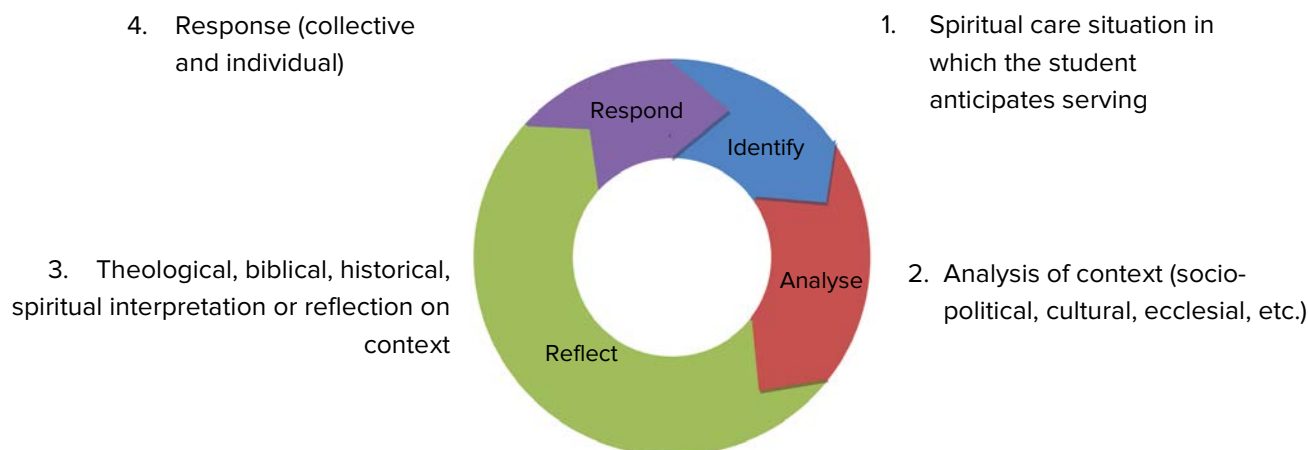 4. Response (collective
and individual)
1. Spiritual care situation in
which the student
anticipates serving
Respond
Identify
Analyse
Reflect
3. Theological, biblical, historical,
spiritual interpretation or reflection on
context
2. Analysis of context (socio-
political, cultural, ecclesial, etc.)